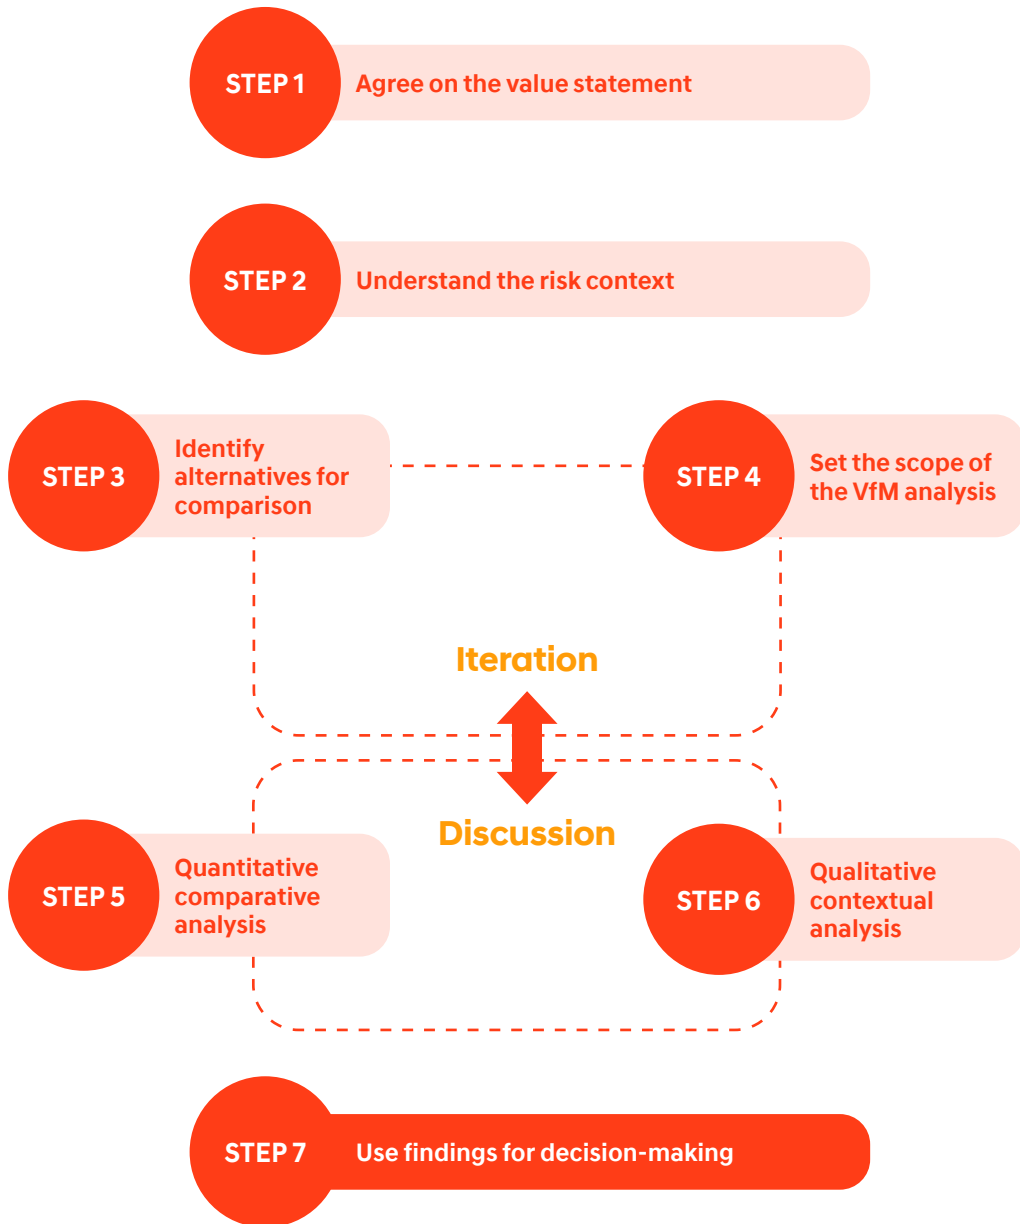 STEP 1
Agree on the value statement
STEP 2
Understand the risk context
STEP 3
Identify
alternatives for
comparison
STEP 4
Set the scope of
the VfM analysis
Iteration
Discussion
STEP 5
Quantitative
comparative
analysis
STEP 6
Qualitative
contextual
analysis
STEP 7
Use findings for decision-making